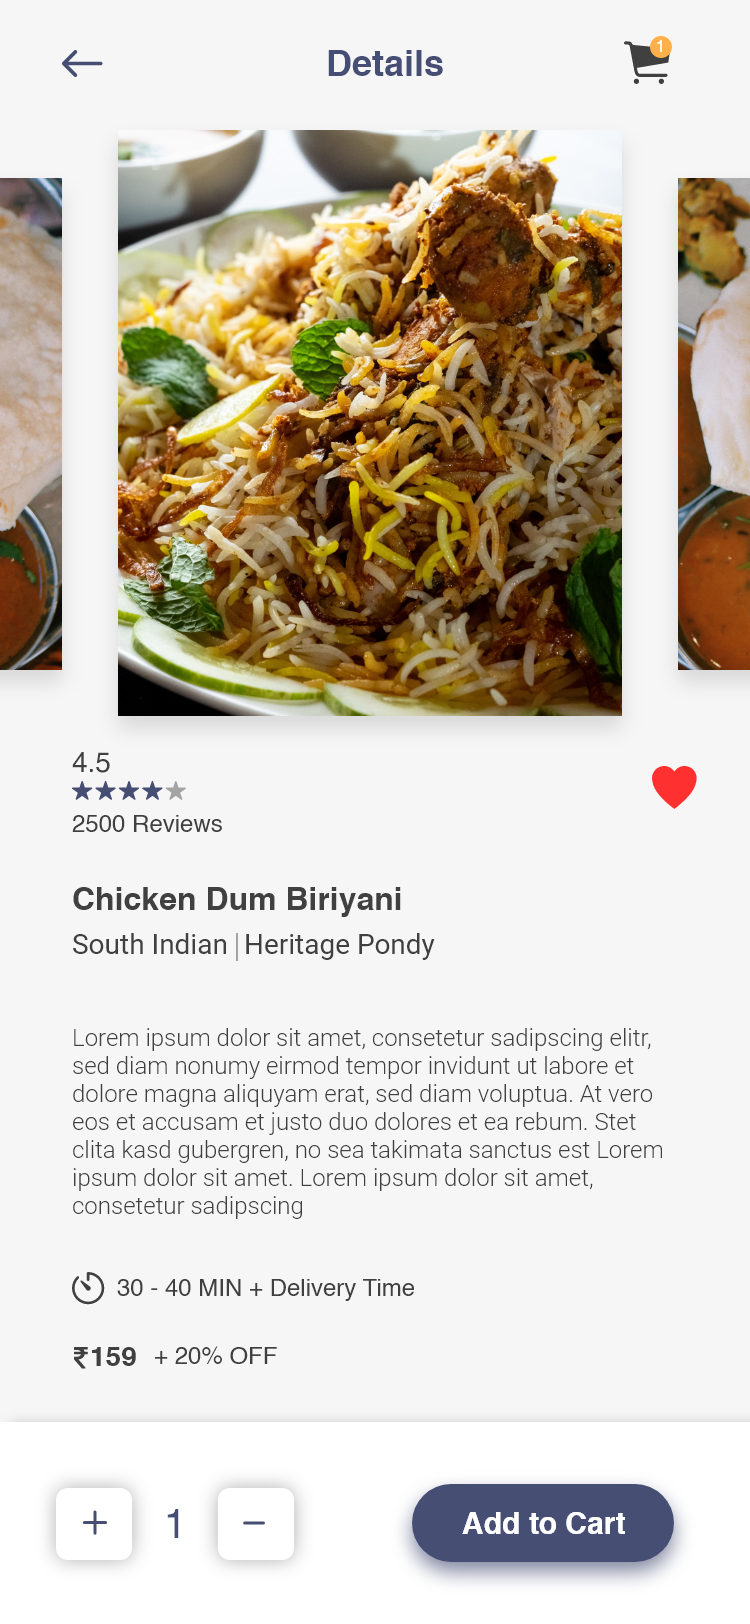 Details
1
4.5
2500 Reviews
Chicken Dum Biriyani
South Indian | Heritage Pondy
Lorem ipsum dolor sit amet, consetetur sadipscing elitr,
sed diam nonumy eirmod tempor invidunt ut labore et
dolore magna aliquyam erat, sed diam voluptua. At vero
eos et accusam et justo duo dolores et ea rebum. Stet
clita kasd gubergren, no sea takimata sanctus est Lorem
ipsum dolor sit amet. Lorem ipsum dolor sit amet,
consetetur sadipscing
30 - 40 MIN + Delivery Time
₹159 + 20% OFF
+ 1 − Add to Cart